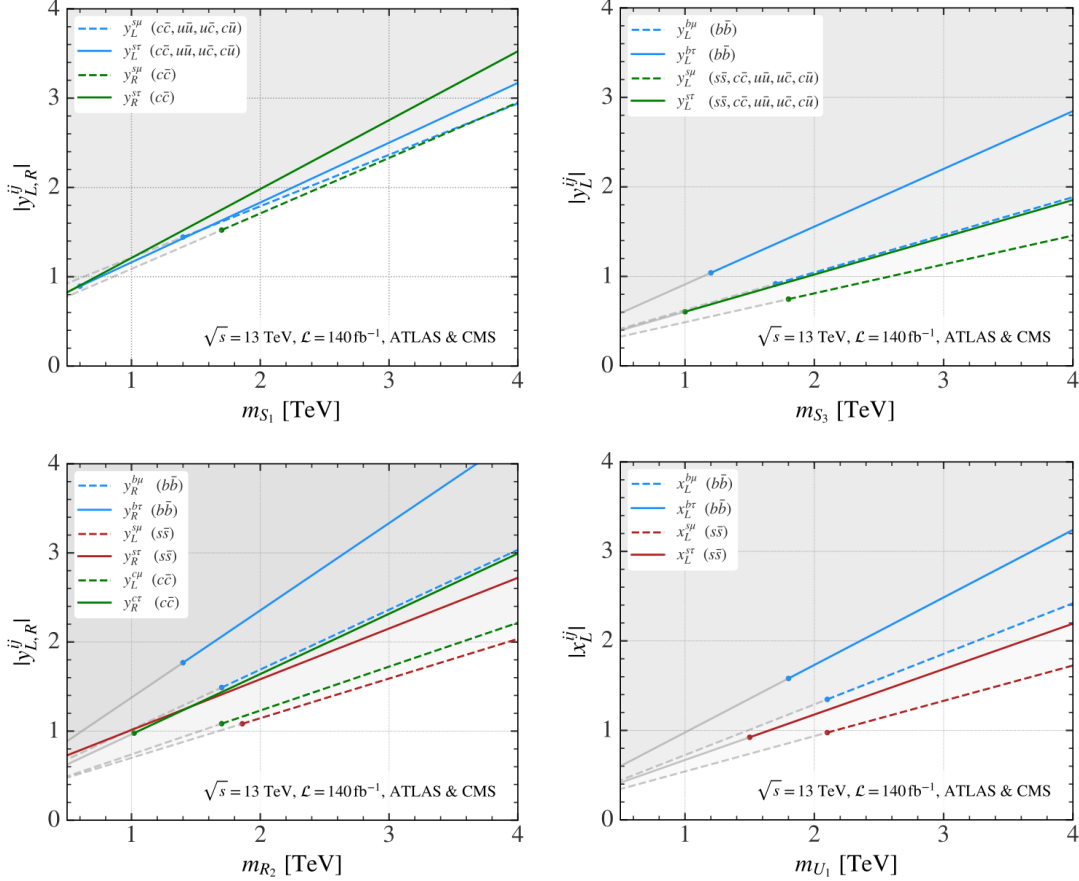 4
3
2
1
0
|y_{L,R}^{ij}|
y_L^{sμ} (cc̄, uū, uc̄, cū)
y_L^{sτ} (cc̄, uū, uc̄, cū)
y_R^{sμ} (cc̄)
y_R^{sτ} (cc̄)
√s = 13 TeV, ℒ = 140 fb⁻¹, ATLAS & CMS
1 2 3 4
m_{S_1} [TeV]
4
3
2
1
0
|y_L^{ij}|
y_L^{bμ} (bb̄)
y_L^{bτ} (bb̄)
y_L^{sμ} (ss̄, cc̄, uū, uc̄, cū)
y_L^{sτ} (ss̄, cc̄, uū, uc̄, cū)
√s = 13 TeV, ℒ = 140 fb⁻¹, ATLAS & CMS
1 2 3 4
m_{S_3} [TeV]
4
3
2
1
0
|y_{L,R}^{ij}|
y_R^{bμ} (bb̄)
y_R^{bτ} (bb̄)
y_L^{sμ} (ss̄)
y_R^{sτ} (ss̄)
y_L^{cμ} (cc̄)
y_R^{cτ} (cc̄)
√s = 13 TeV, ℒ = 140 fb⁻¹, ATLAS & CMS
1 2 3 4
m_{R_2} [TeV]
4
3
2
1
0
|x_L^{ij}|
x_L^{bμ} (bb̄)
x_L^{bτ} (bb̄)
x_L^{sμ} (ss̄)
x_L^{sτ} (ss̄)
√s = 13 TeV, ℒ = 140 fb⁻¹, ATLAS & CMS
1 2 3 4
m_{U_1} [TeV]